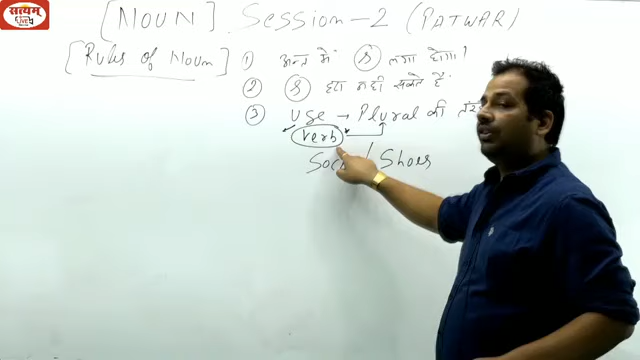 सत्यम्
LIVE
[NOUN] Session-2 (PATWAR)
[Rules of Noun] ① अन्त में S लगा होगा।
② S हटा नहीं सकते हैं
③ Use → Plural की
Verb
/ Shoes